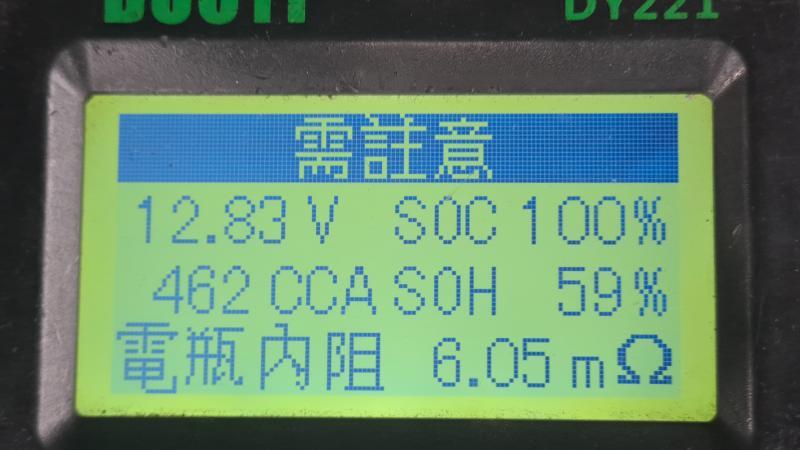 DY221
需註意
12.83 V SOC 100%
462 CCA SOH 59%
電瓶內阻 6.05 mΩ